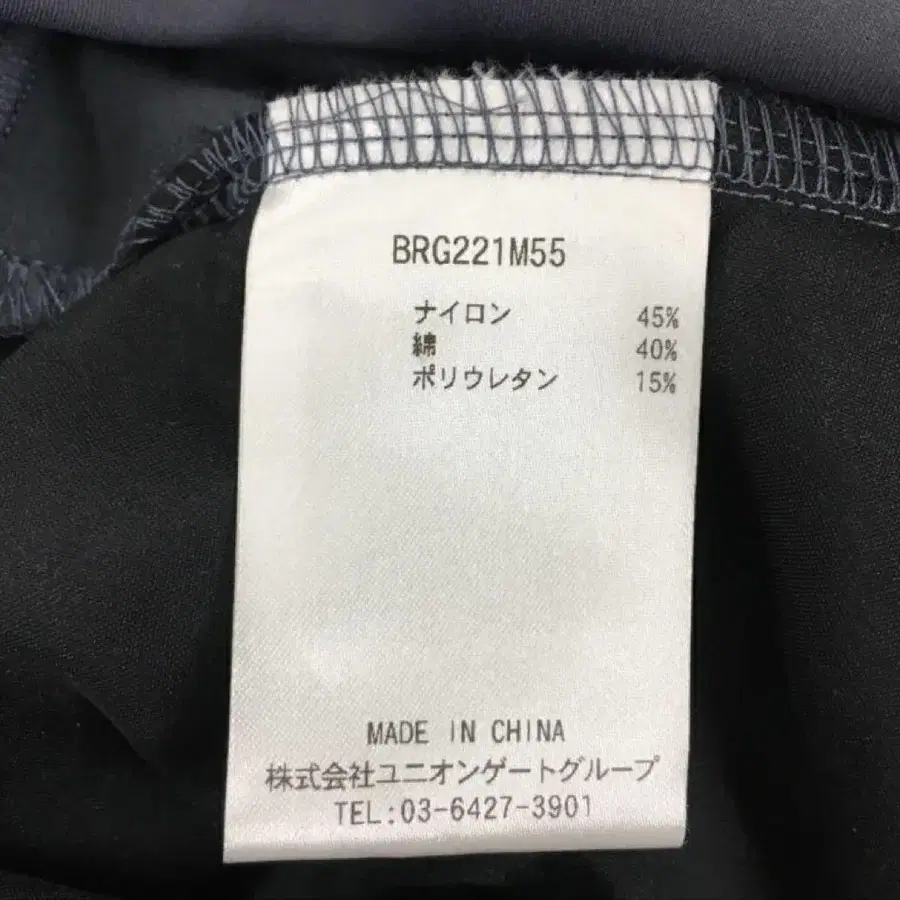 BRG221M55
ナイロン 45%
綿 40%
ポリウレタン 15%
MADE IN CHINA
株式会社ユニオンゲートグループ
TEL:03-6427-3901